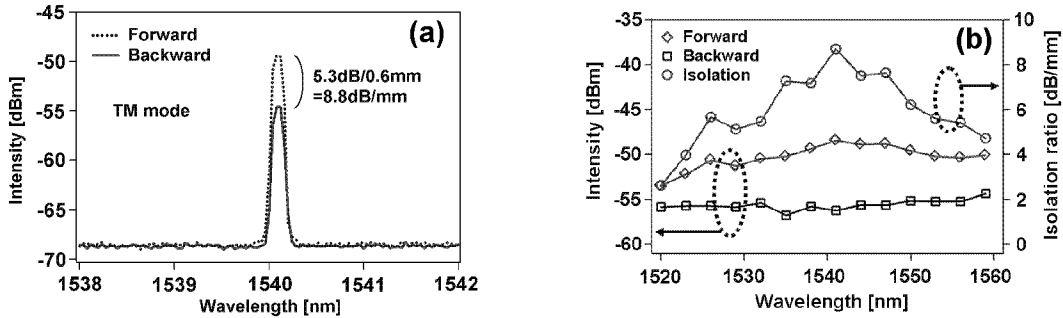 -45
-50
-55
-60
-65
-70
Intensity [dBm]
Forward
Backward
TM mode
(a)
5.3dB/0.6mm
=8.8dB/mm
1538
1539
1540
1541
1542
Wavelength [nm]
-35
-40
-45
-50
-55
-60
Intensity [dBm]
Forward
Backward
Isolation
(b)
10
8
6
4
2
0
Isolation ratio [dB/mm]
1520
1530
1540
1550
1560
Wavelength [nm]